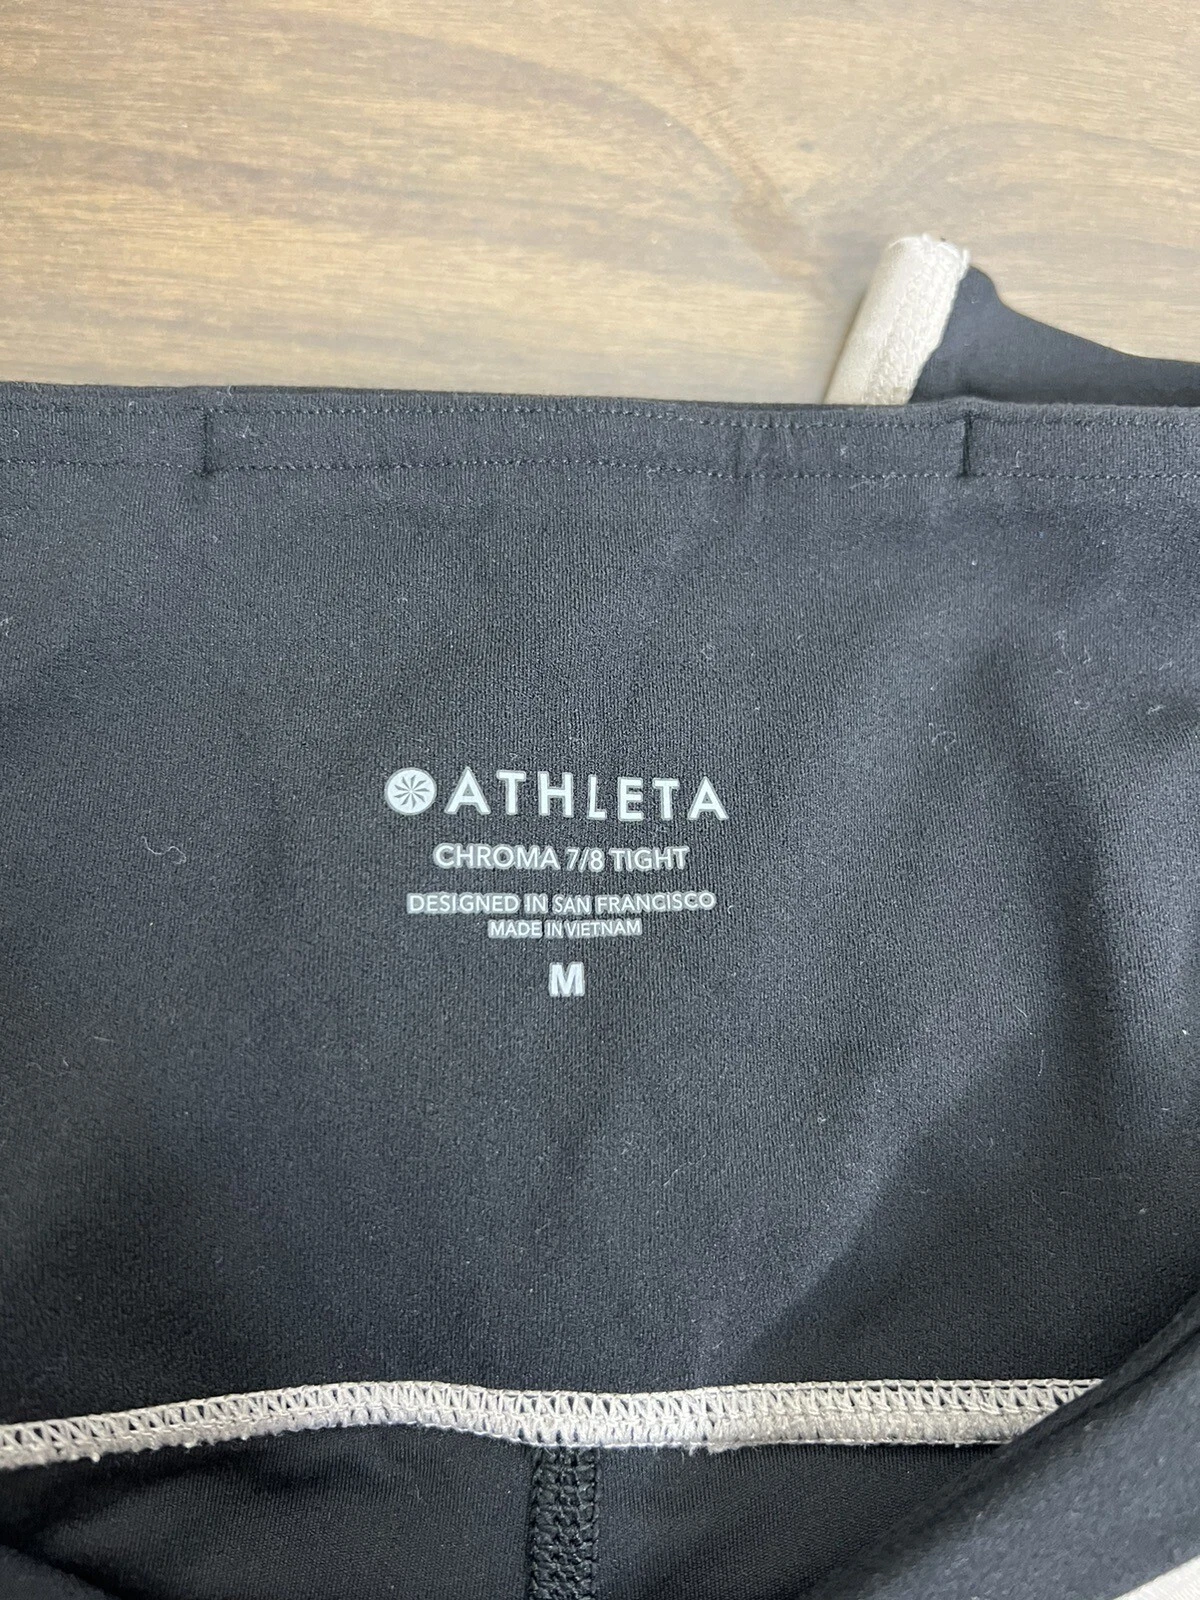 ATHLETA
CHROMA 7/8 TIGHT
DESIGNED IN SAN FRANCISCO
MADE IN VIETNAM
M